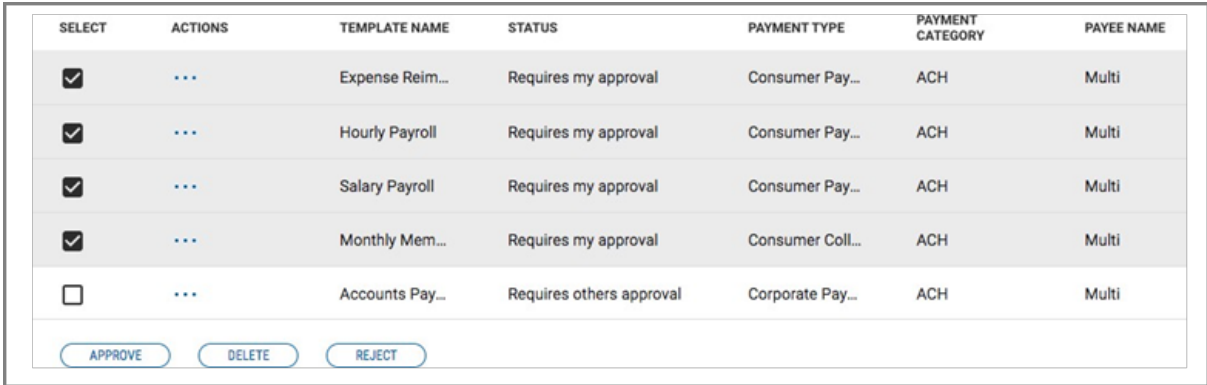 SELECT ACTIONS TEMPLATE NAME STATUS PAYMENT TYPE PAYMENT CATEGORY PAYEE NAME
Expense Reim... Requires my approval Consumer Pay... ACH Multi
Hourly Payroll Requires my approval Consumer Pay... ACH Multi
Salary Payroll Requires my approval Consumer Pay... ACH Multi
Monthly Mem... Requires my approval Consumer Coll... ACH Multi
Accounts Pay... Requires others approval Corporate Pay... ACH Multi
APPROVE DELETE REJECT